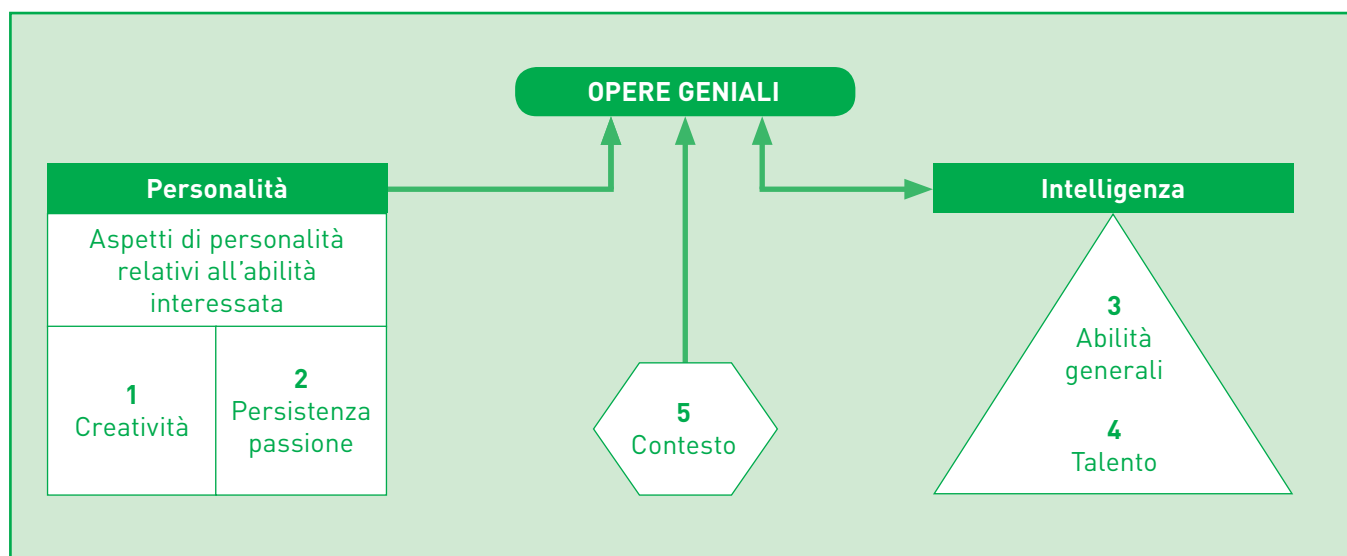 OPERE GENIALI
Personalità
Aspetti di personalità
relativi all'abilità
interessata
1
Creatività
2
Persistenza
passione
5
Contesto
Intelligenza
3
Abilità
generali
4
Talento